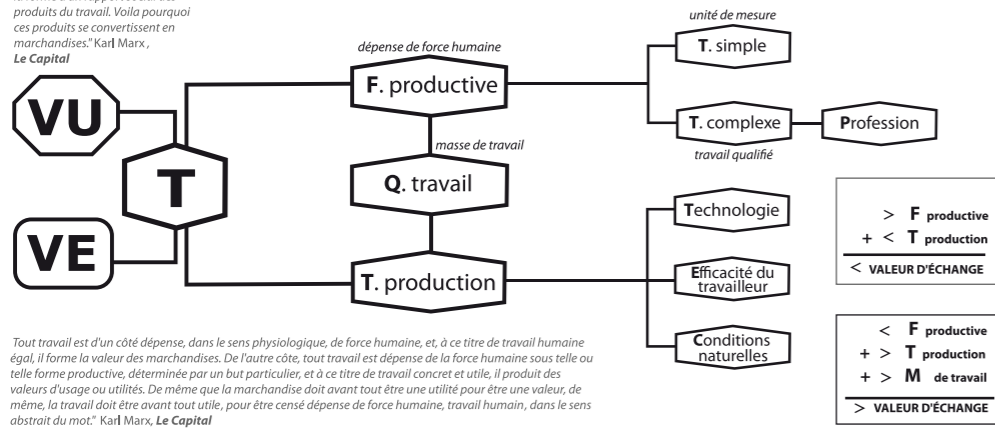 produits du travail. Voila pourquoi
ces produits se convertissent en
marchandises." Karl Marx ,
Le Capital
VU
T
VE
dépense de force humaine
F. productive
masse de travail
Q. travail
T. production
unité de mesure
T. simple
T. complexe
travail qualifié
Profession
Technologie
Efficacité du
travailleur
Conditions
naturelles
> F productive
+ < T production
< VALEUR D'ÉCHANGE
< F productive
+ > T production
+ > M de travail
> VALEUR D'ÉCHANGE
Tout travail est d'un côté dépense, dans le sens physiologique, de force humaine, et, à ce titre de travail humaine
égal, il forme la valeur des marchandises. De l'autre côte, tout travail est dépense de la force humaine sous telle ou
telle forme productive, déterminée par un but particulier, et à ce titre de travail concret et utile, il produit des
valeurs d'usage ou utilités. De même que la marchandise doit avant tout être une utilité pour être une valeur, de
même, la travail doit être avant tout utile, pour être censé dépense de force humaine, travail humain, dans le sens
abstrait du mot." Karl Marx, Le Capital